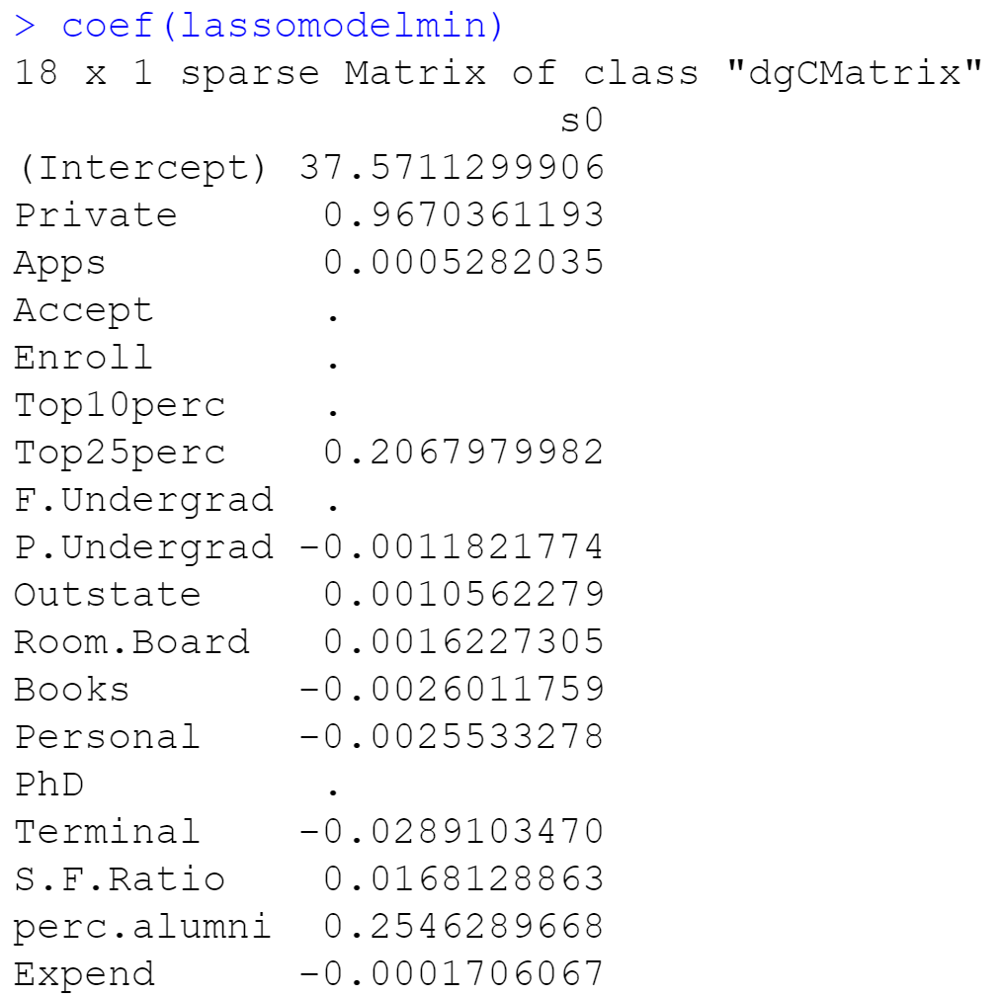 > coef(lassomodelmin)
18 x 1 sparse Matrix of class "dgCMatrix"
                       s0
(Intercept) 37.5711299906
Private      0.9670361193
Apps         0.0005282035
Accept       .
Enroll       .
Top10perc    .
Top25perc    0.2067979982
F.Undergrad  .
P.Undergrad -0.0011821774
Outstate     0.0010562279
Room.Board   0.0016227305
Books       -0.0026011759
Personal    -0.0025533278
PhD          .
Terminal    -0.0289103470
S.F.Ratio    0.0168128863
perc.alumni  0.2546289668
Expend      -0.0001706067